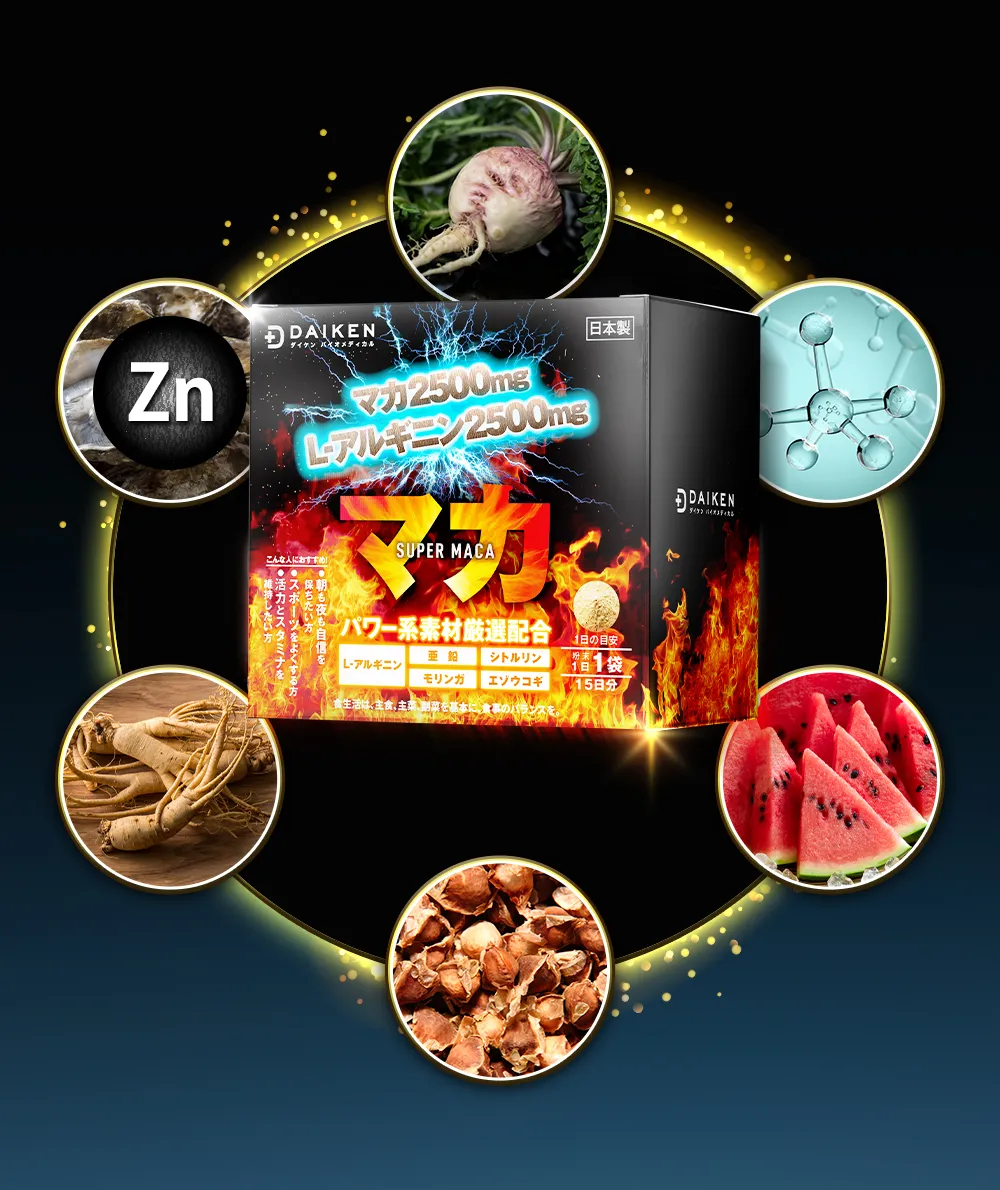 Zn
DAIKEN
ダイケン バイオメディカル
日本製
マカ2500mg
L-アルギニン2500mg
マカ
SUPER MACA
こんな人におすすめ!
●朝も夜も自信を
保ちたい方
●スポーツをよくする方
●活力とスタミナを
維持したい方
パワー系素材厳選配合
L-アルギニン
亜鉛
シトルリン
モリンガ
エゾウコギ
1日の目安
粉末
1日
1袋
15日分
食生活は、主食、主菜、副菜を基本に、食事のバランスを。
DAIKEN
ダイケン バイオメディカル